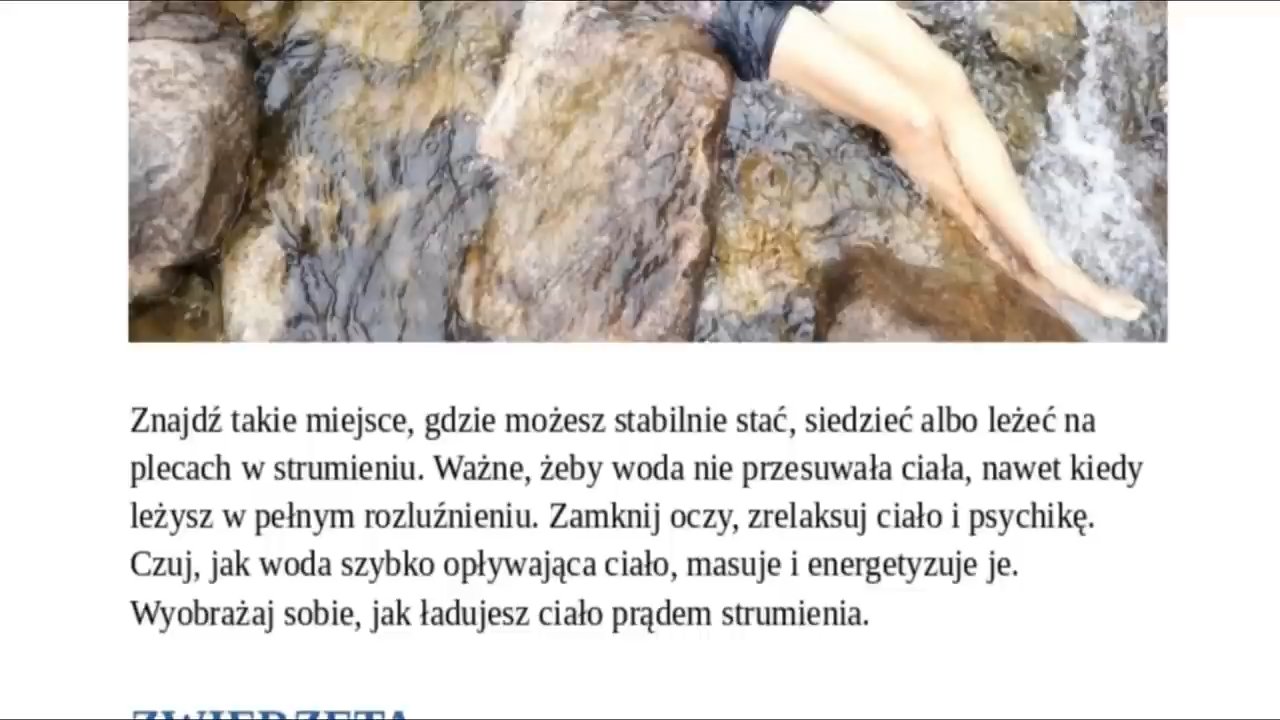 Znajdź takie miejsce, gdzie możesz stabilnie stać, siedzieć albo leżeć na
plecach w strumieniu. Ważne, żeby woda nie przesuwała ciała, nawet kiedy
leżysz w pełnym rozluźnieniu. Zamknij oczy, zrelaksuj ciało i psychikę.
Czuj, jak woda szybko opływająca ciało, masuje i energetyzuje je.
Wyobrażaj sobie, jak ładujesz ciało prądem strumienia.
ZWIERZĘTA